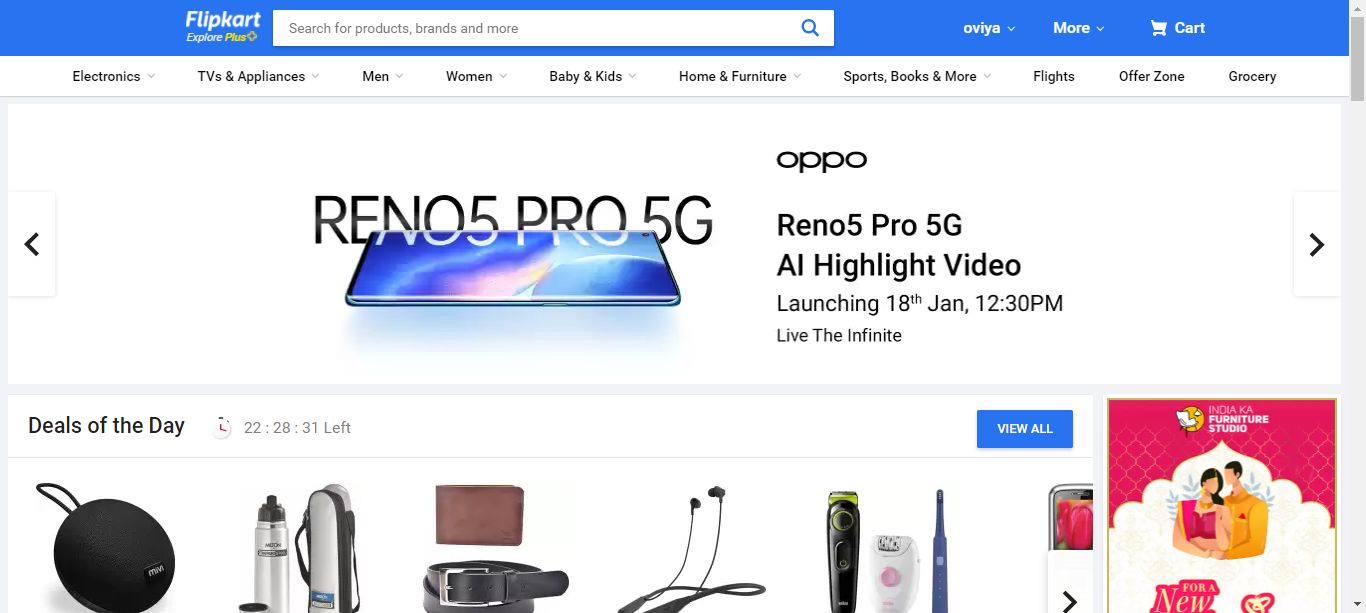 Flipkart
Explore Plus
Search for products, brands and more
oviya
More
Cart
Electronics
TVs & Appliances
Men
Women
Baby & Kids
Home & Furniture
Sports, Books & More
Flights
Offer Zone
Grocery
oppo
RENO5 PRO 5G
Reno5 Pro 5G
AI Highlight Video
Launching 18th Jan, 12:30PM
Live The Infinite
Deals of the Day
22 : 28 : 31 Left
VIEW ALL
INDIA KA
FURNITURE
STUDIO
mivi
MILTON
FOR A
New